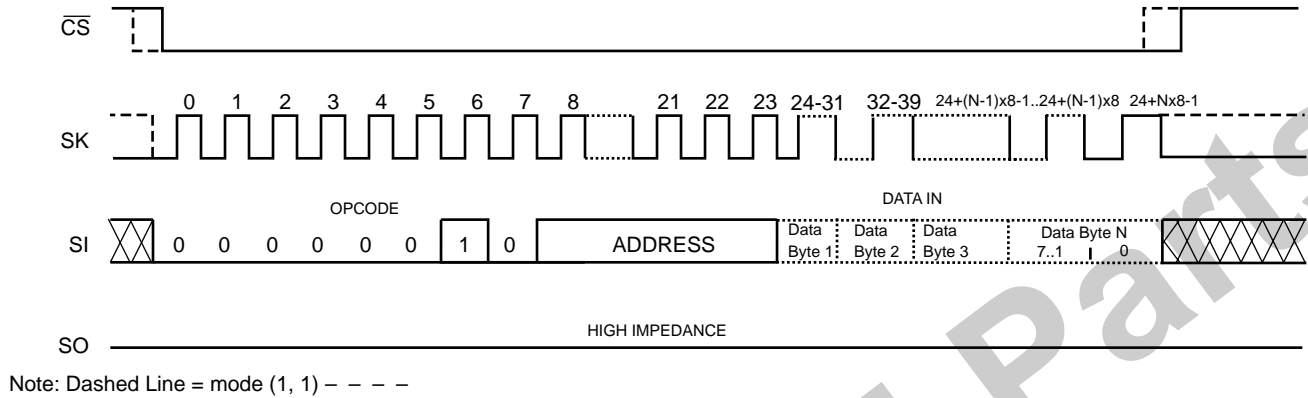 CS
0 1 2 3 4 5 6 7 8 21 22 23 24-31 32-39 24+(N-1)x8-1..24+(N-1)x8 24+Nx8-1
SK
OPCODE DATA IN
SI 0 0 0 0 0 0 1 0 ADDRESS Data Byte 1 Data Byte 2 Data Byte 3 Data Byte N 7..1 0
HIGH IMPEDANCE
SO
Note: Dashed Line = mode (1, 1) – – – –
Parts